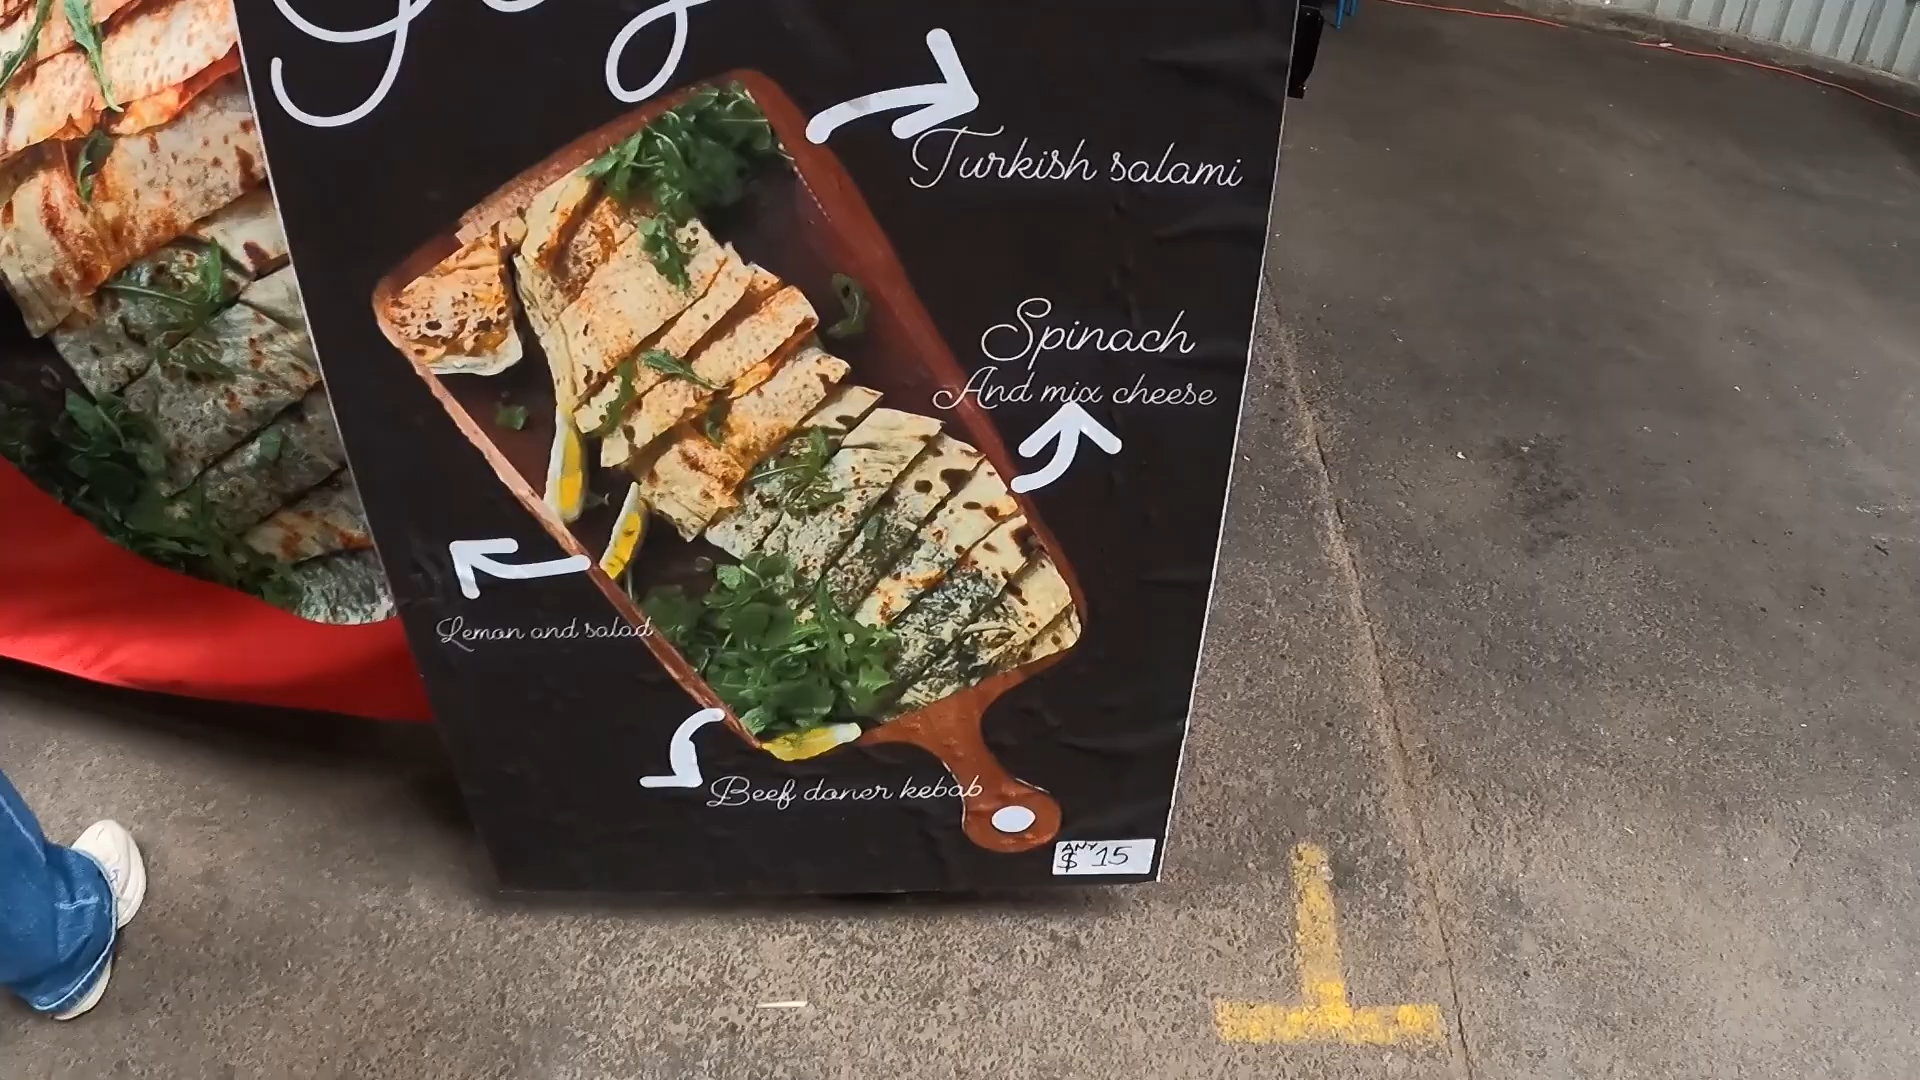 Turkish salami
Spinach
And mix cheese
Lemon and salad
Beef doner kebab
ANY
$ 15